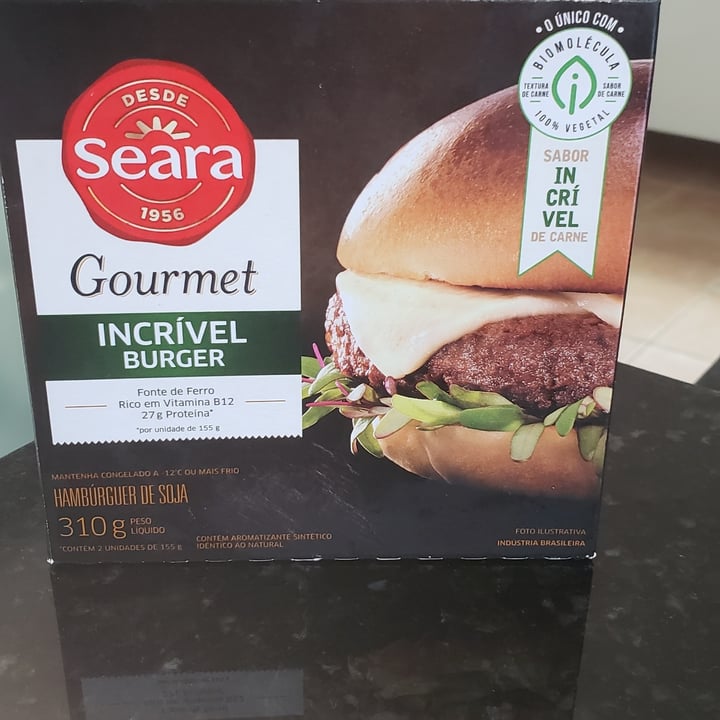 • O ÚNICO COM •
BIOMOLÉCULA
TEXTURA DE CARNE
SABOR DE CARNE
100% VEGETAL
SABOR
IN
CRÍ
VEL
DE CARNE
DESDE
Seara
1956
Gourmet
INCRÍVEL
BURGER
Fonte de Ferro
Rico em Vitamina B12
27g Proteína*
*por unidade de 155 g
MANTENHA CONGELADO A -12°C OU MAIS FRIO
HAMBÚRGUER DE SOJA
310 g PESO LÍQUIDO
*CONTÉM 2 UNIDADES DE 155 g
CONTÉM AROMATIZANTE SINTÉTICO
IDÊNTICO AO NATURAL
FOTO ILUSTRATIVA
INDÚSTRIA BRASILEIRA